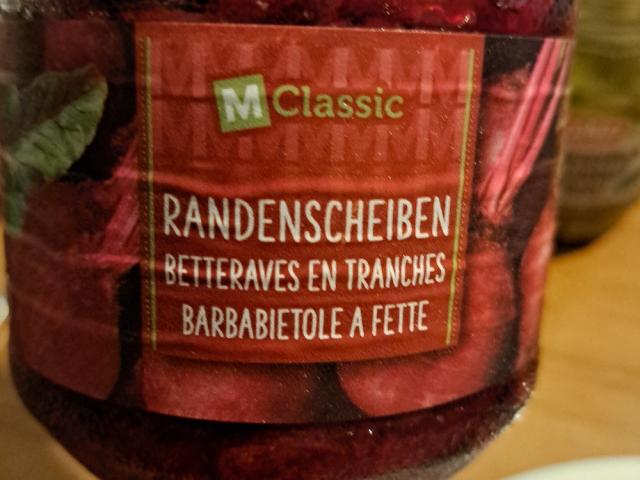 M Classic
RANDENSCHEIBEN
BETTERAVES EN TRANCHES
BARBABIETOLE A FETTE